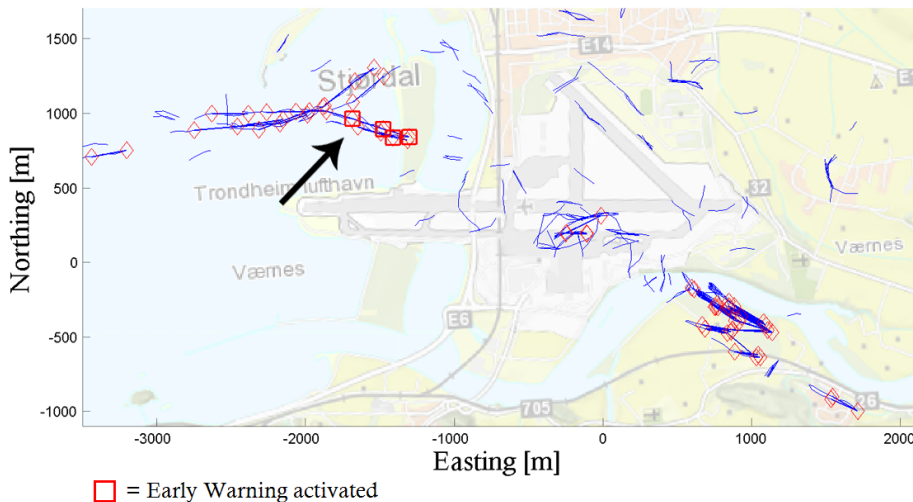 1500
E14
E1
Stjørdal
1000
500
Trondheim lufthavn
32
0
Værnes
Værnes
E6
-500
26
705
-1000
-3000
-2000
-1000
0
1000
2000
Northing [m]
Easting [m]
= Early Warning activated